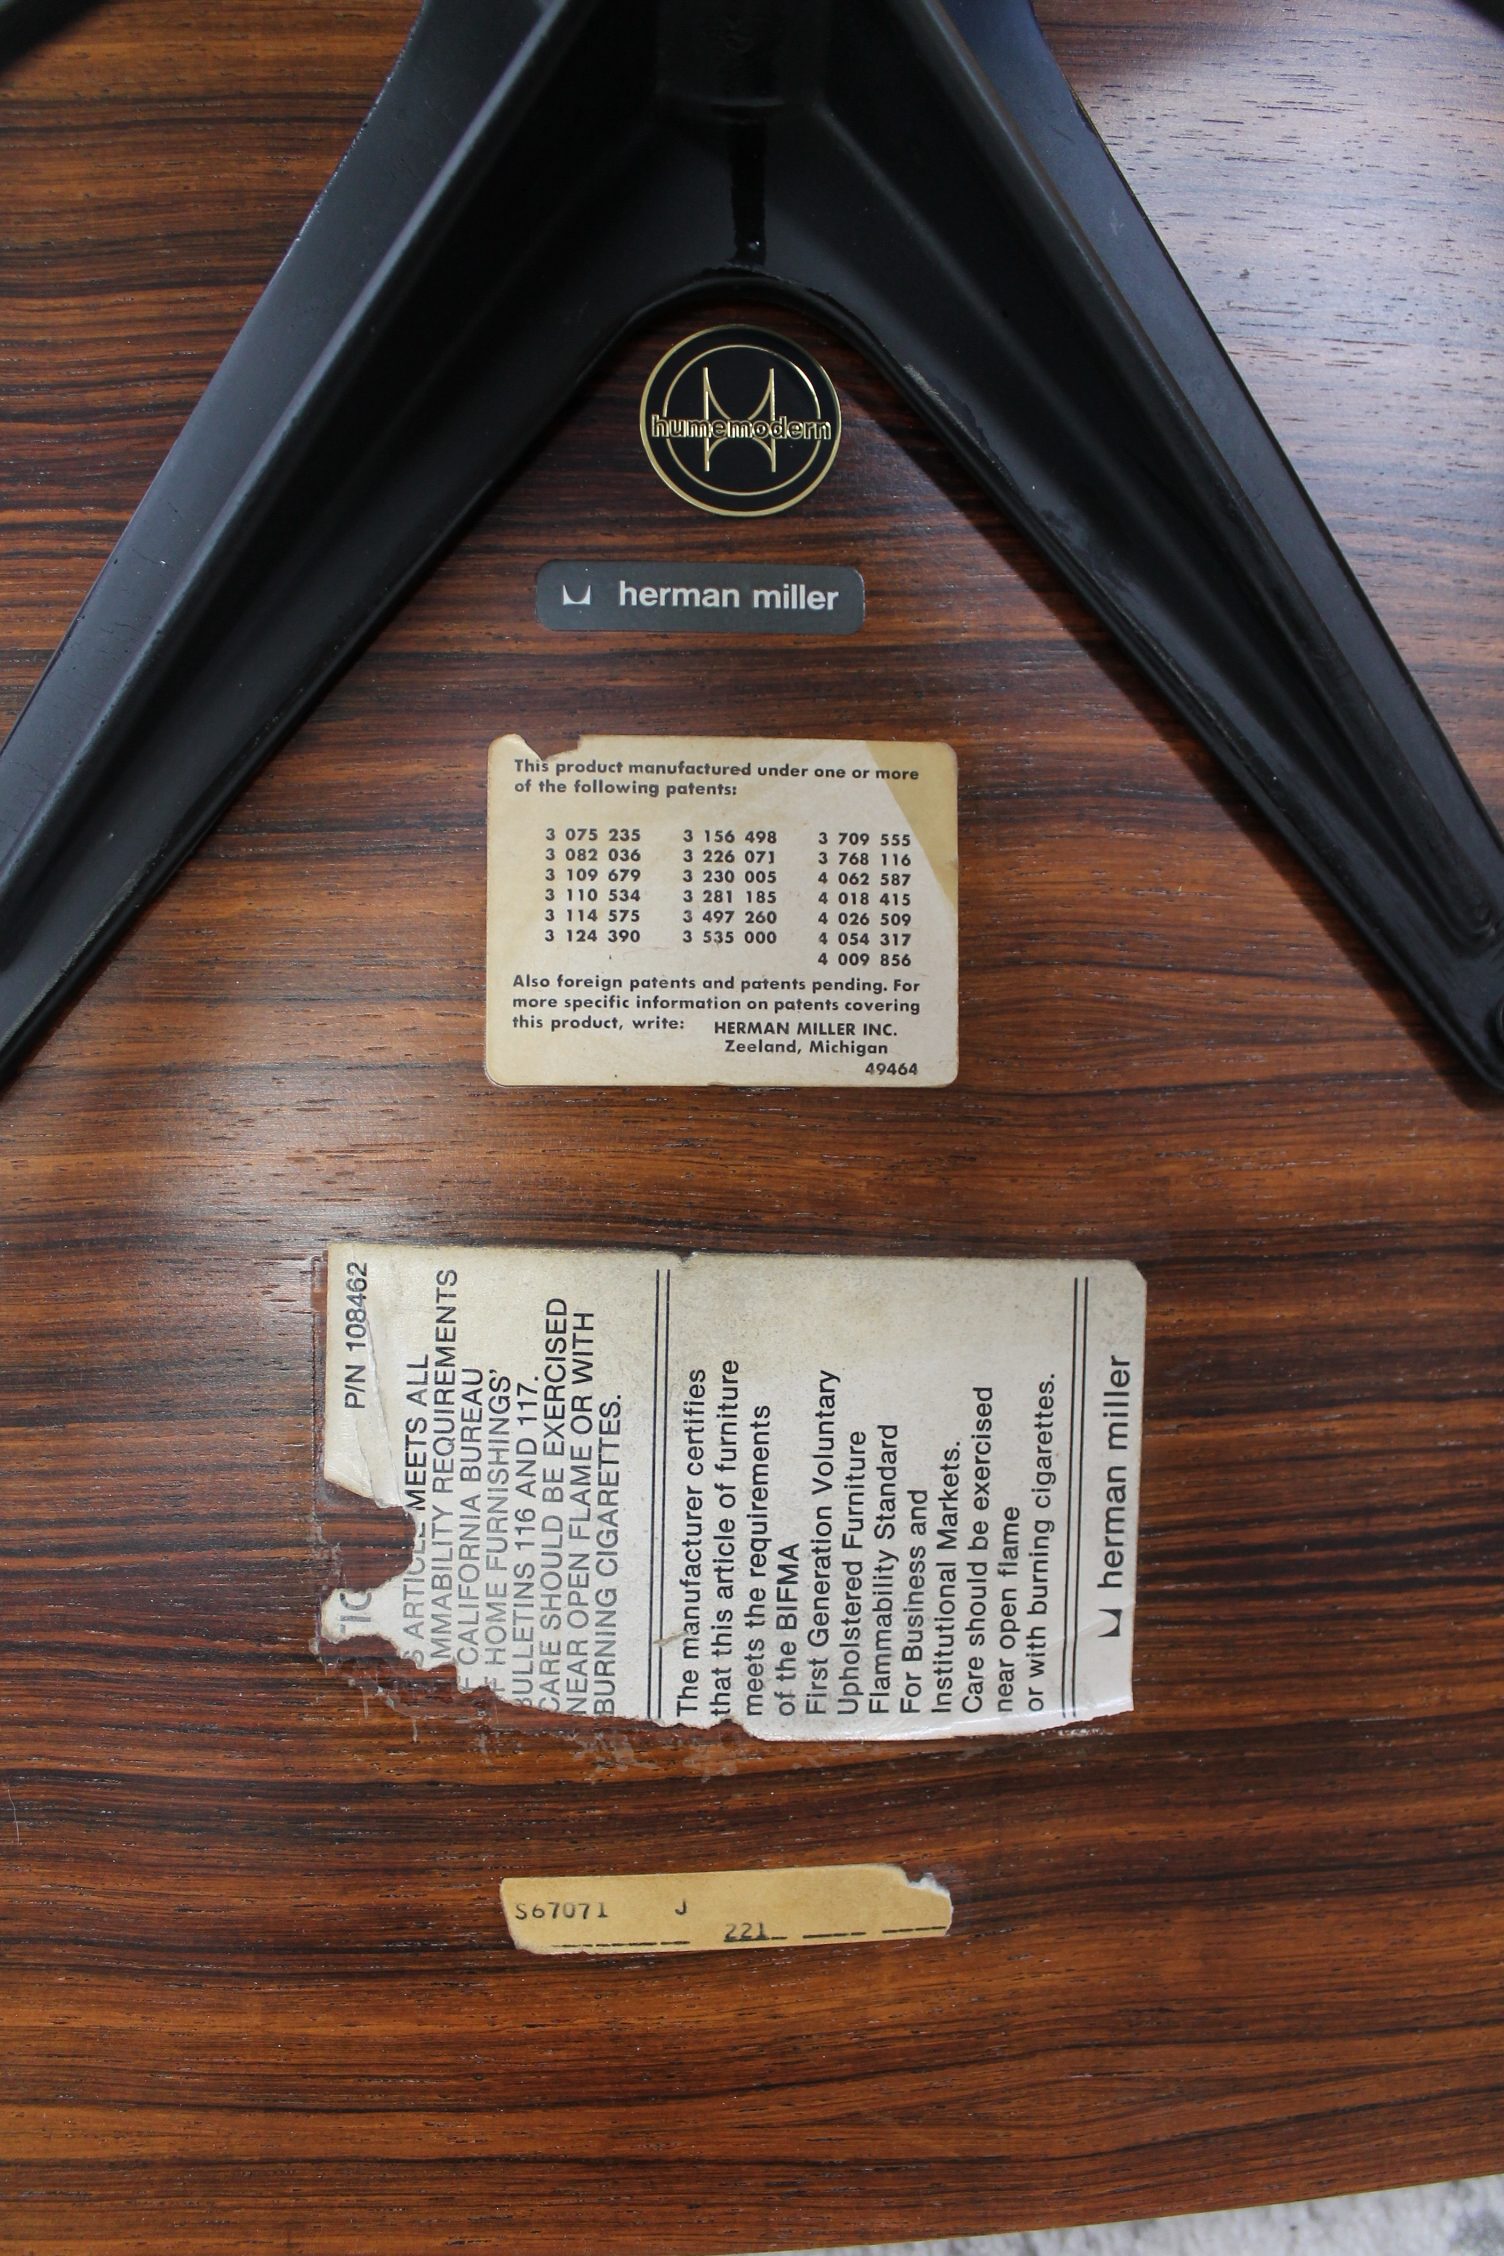 humemodern
herman miller
This product manufactured under one or more
of the following patents:
3 075 235 3 156 498 3 709 555
3 082 036 3 226 071 3 768 116
3 109 679 3 230 005 4 062 587
3 110 534 3 281 185 4 018 415
3 114 575 3 497 260 4 026 509
3 124 390 3 535 000 4 054 317
4 009 856
Also foreign patents and patents pending. For
more specific information on patents covering
this product, write: HERMAN MILLER INC.
Zeeland, Michigan
49464
P/N 108462
ARTICLE MEETS ALL
MMABILITY REQUIREMENTS
CALIFORNIA BUREAU
HOME FURNISHINGS'
BULLETINS 116 AND 117.
CARE SHOULD BE EXERCISED
NEAR OPEN FLAME OR WITH
BURNING CIGARETTES.
The manufacturer certifies
that this article of furniture
meets the requirements
of the BIFMA
First Generation Voluntary
Upholstered Furniture
Flammability Standard
For Business and
Institutional Markets.
Care should be exercised
near open flame
or with burning cigarettes.
herman miller
S67071 J
221